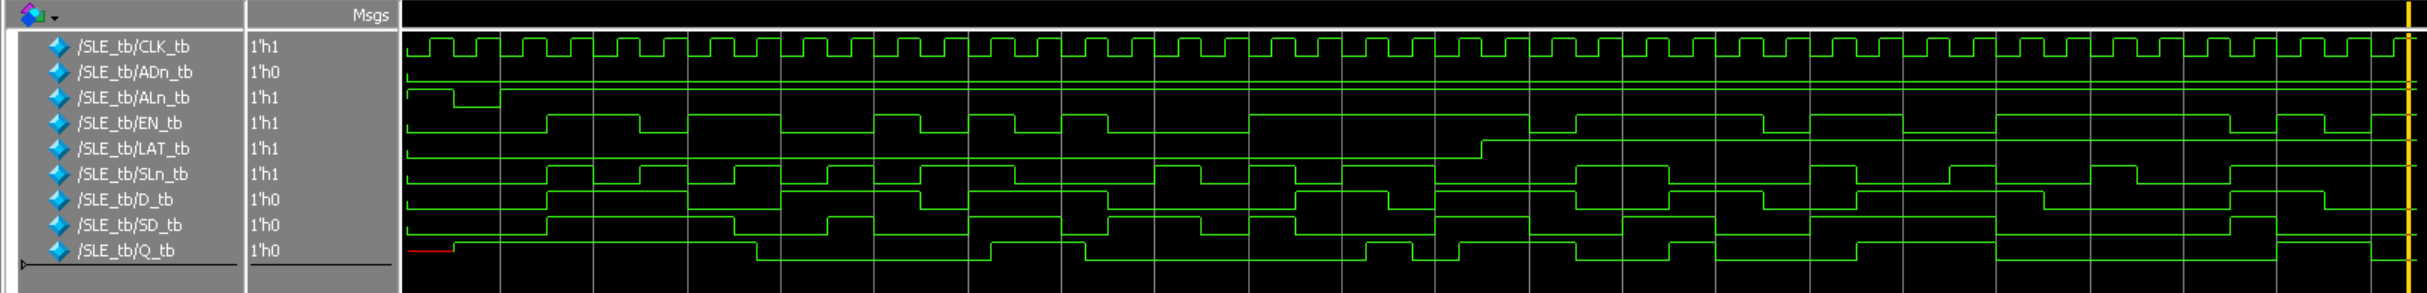 Msgs
/SLE_tb/CLK_tb 1'h1
/SLE_tb/ADn_tb 1'h0
/SLE_tb/ALn_tb 1'h1
/SLE_tb/EN_tb 1'h1
/SLE_tb/LAT_tb 1'h1
/SLE_tb/SLn_tb 1'h1
/SLE_tb/D_tb 1'h0
/SLE_tb/SD_tb 1'h0
/SLE_tb/Q_tb 1'h0